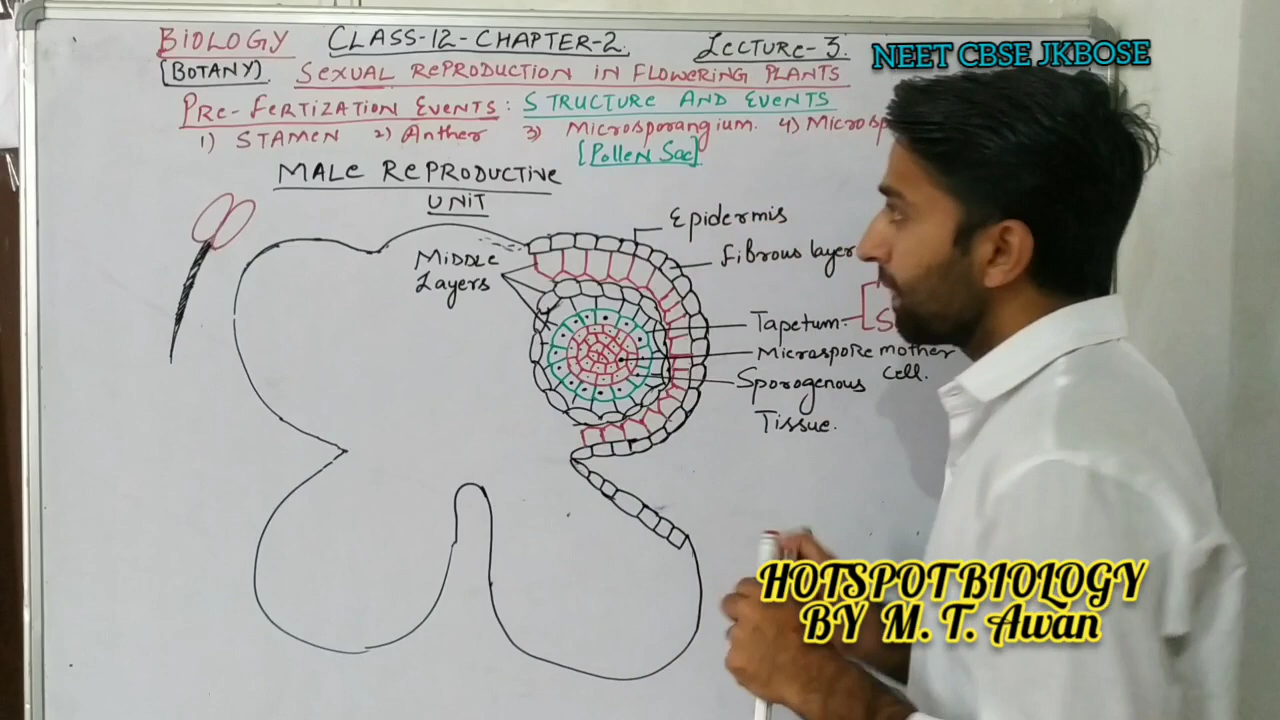 BIOLOGY CLASS-12-CHAPTER-2. LECTURE-3.
NEET CBSE JKBOSE
[BOTANY] SEXUAL REPRODUCTION IN FLOWERING PLANTS
PRE-FERTIZATION EVENTS: STRUCTURE AND EVENTS
1) STAMEN 2) Anther 3) Microsporangium. 4)
[Pollen Sac]
MALE REPRODUCTIVE
UNIT
Epidermis
Fibrous layer
MIDDLE
Layers
Tapetum.
Microspore mother
cell.
Sporogenous
Tissue.
HOTSPOT BIOLOGY
BY M. T. Awan